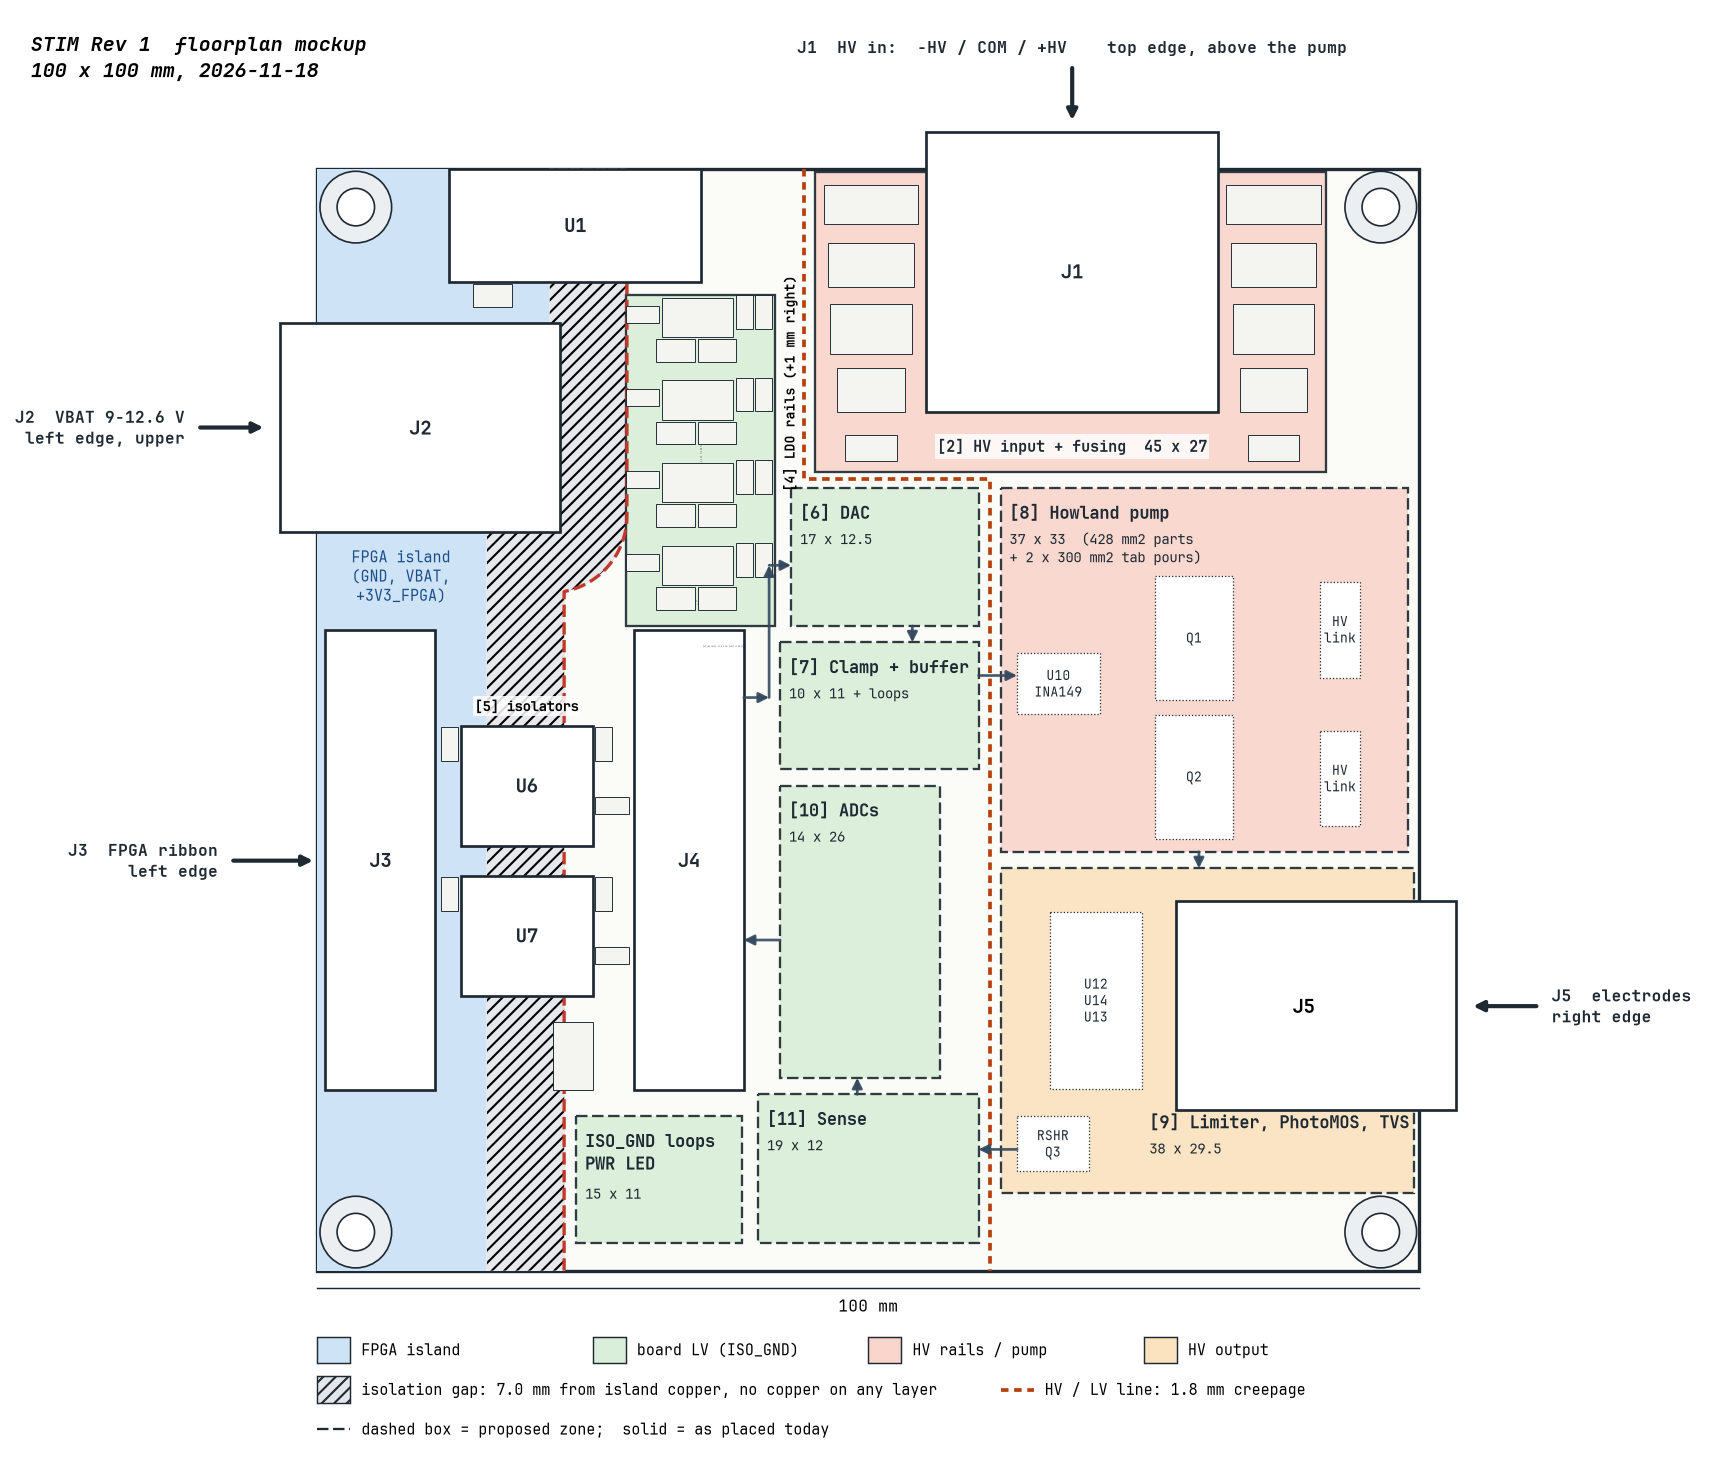 STIM Rev 1  floorplan mockup
100 x 100 mm, 2026-11-18
J1  HV in:  -HV / COM / +HV    top edge, above the pump
U1
J1
J2  VBAT 9-12.6 V
left edge, upper
J2
[4] LDO rails (+1 mm right)
[2] HV input + fusing  45 x 27
FPGA island
(GND, VBAT,
+3V3_FPGA)
[6] DAC
17 x 12.5
[8] Howland pump
37 x 33  (428 mm2 parts
+ 2 x 300 mm2 tab pours)
Q1
HV
link
[7] Clamp + buffer
10 x 11 + loops
U10
INA149
[5] isolators
Q2
HV
link
U6
J3  FPGA ribbon
left edge
J3
J4
[10] ADCs
14 x 26
U7
U12
U14
U13
J5
J5  electrodes
right edge
ISO_GND loops
PWR LED
15 x 11
[11] Sense
19 x 12
RSHR
Q3
[9] Limiter, PhotoMOS, TVS
38 x 29.5
100 mm
FPGA island
board LV (ISO_GND)
HV rails / pump
HV output
isolation gap: 7.0 mm from island copper, no copper on any layer
HV / LV line: 1.8 mm creepage
dashed box = proposed zone;  solid = as placed today